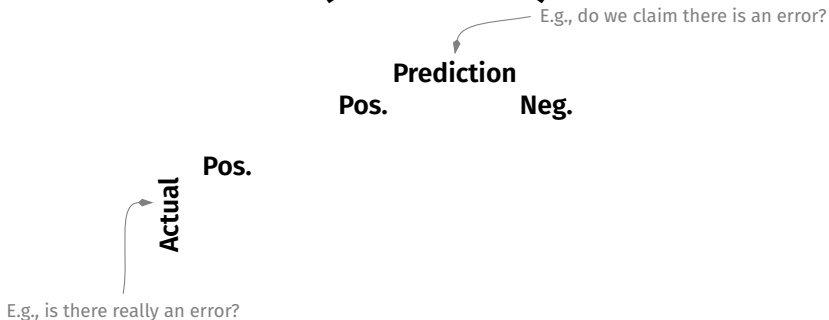 E.g., do we claim there is an error?
Prediction
Pos. Neg.
Pos.
Actual
E.g., is there really an error?